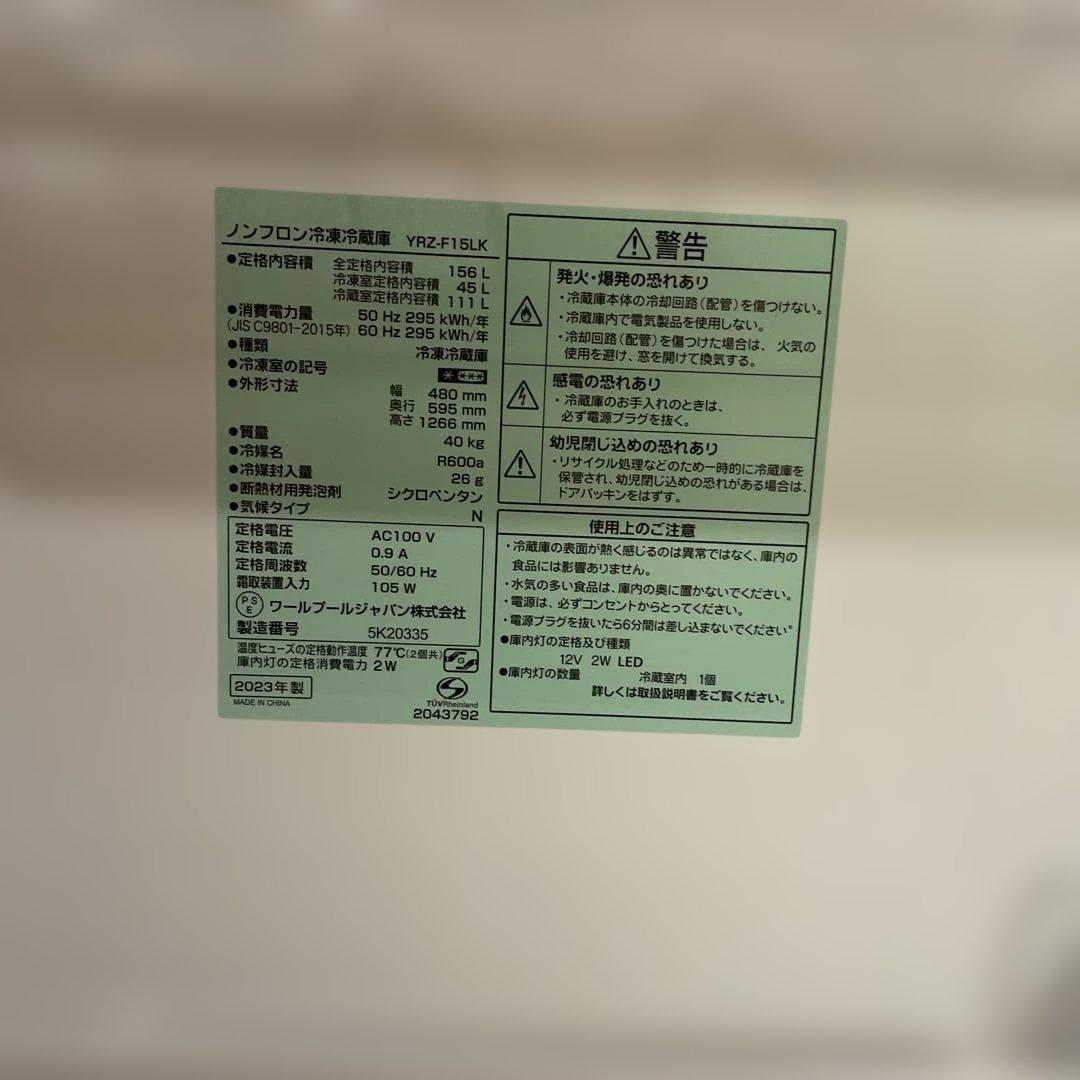 ノンフロン冷凍冷蔵庫 YRZ-F15LK
●定格内容積 全定格内容積 156 L
冷凍室定格内容積 45 L
冷蔵室定格内容積 111 L
●消費電力量 50 Hz 295 kWh/年
(JIS C9801-2015年) 60 Hz 295 kWh/年
●種類 冷凍冷蔵庫
●冷凍室の記号
●外形寸法 幅 480 mm
奥行 595 mm
高さ 1266 mm
●質量 40 kg
●冷媒名 R600a
●冷媒封入量 26 g
●断熱材用発泡剤 シクロペンタン
●気候タイプ N
定格電圧 AC100 V
定格電流 0.9 A
定格周波数 50/60 Hz
霜取装置入力 105 W
PSE ワールプールジャパン株式会社
製造番号 5K20335
温度ヒューズの定格動作温度 77℃(2個共)
庫内灯の定格消費電力 2W
G
2023年製
MADE IN CHINA
TÜVRheinland
2043792
警告
発火・爆発の恐れあり
・冷蔵庫本体の冷却回路(配管)を傷つけない。
・冷蔵庫内で電気製品を使用しない。
・冷却回路(配管)を傷つけた場合は、火気の
使用を避け、窓を開けて換気する。
感電の恐れあり
・冷蔵庫のお手入れのときは、
必ず電源プラグを抜く。
幼児閉じ込めの恐れあり
・リサイクル処理などのため一時的に冷蔵庫を
保管され、幼児閉じ込めの恐れがある場合は、
ドアパッキンをはずす。
使用上のご注意
・冷蔵庫の表面が熱く感じるのは異常ではなく、庫内の
食品には影響ありません。
・水気の多い食品は、庫内の奥に置かないでください。
・電源は、必ずコンセントからとってください。
・電源プラグを抜いたら6分間は差し込まないでください。
●庫内灯の定格及び種類
12V 2W LED
●庫内灯の数量 冷蔵室内 1個
詳しくは取扱説明書をご覧ください。